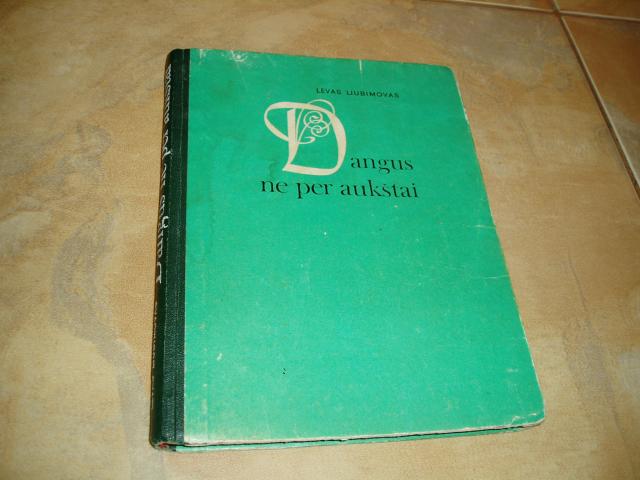 LEVAS LIUBIMOVAS
Dangus
ne per aukštai